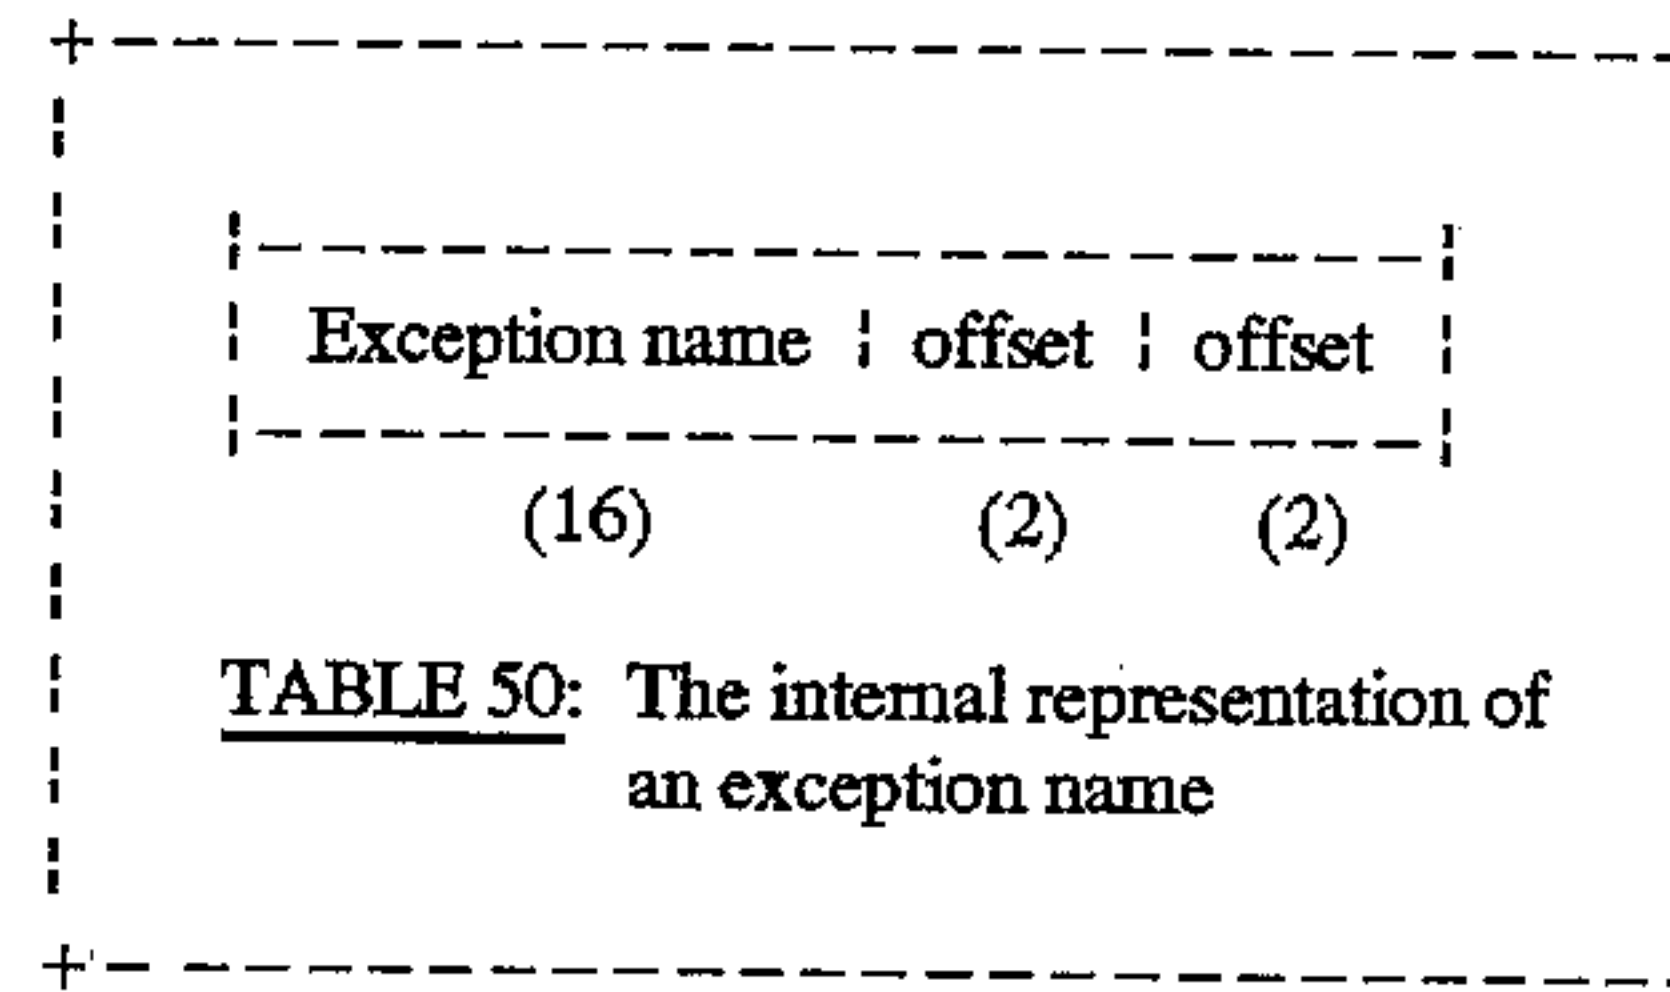 Exception name ¦ offset ¦ offset
(16) (2) (2)
TABLE 50: The internal representation of
an exception name